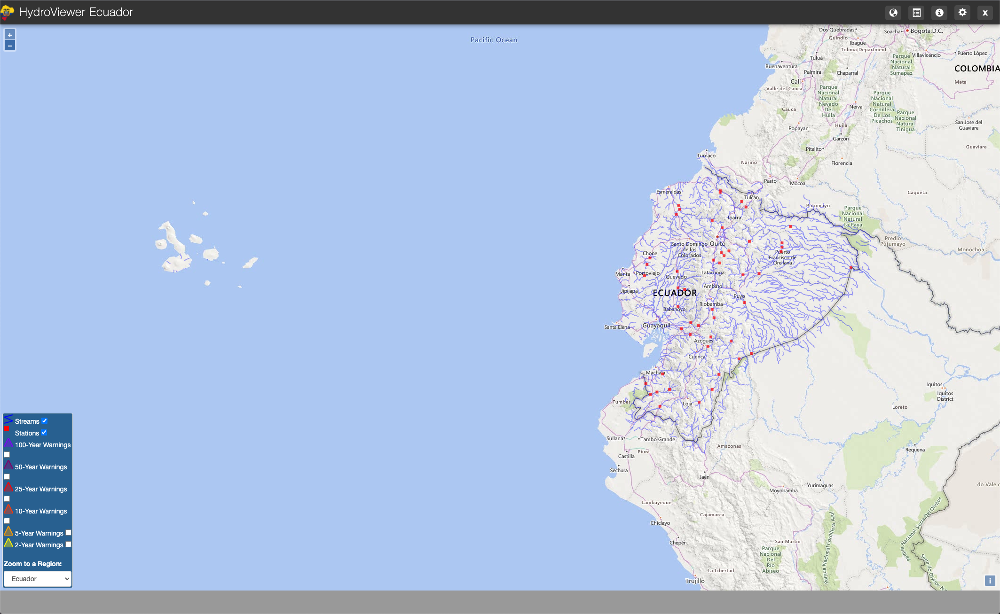 HydroViewer Ecuador
x
+
−
Pacific Ocean
Dos Quebradas
Soacha
Bogota,D.C.
Quindio
Ibague
Tolima Department
Tuluá
Parque
Nacional
Natural
Sumapaz
Villavicencio
Puerto López
Buenaventura
Palmira
Chaparral
COLOMBIA
Cali
Meta
Valle del Cauca
Parque
Nacional
Natural
Nevado
Del
Huila
Parque
Nacional
Natural
Cordillera
De Los
Picachos
Cauca
Neiva
Parque
Nacional
Natural
Tinigua
San Jose del
Guaviare
Popayan
Huila
Garzón
Pitalito
Guaviare
Tumaco
Narino
Florencia
Pasto
Mocoa
Esmeraldas
Caqueta
Tulcán
Putumayo
Parque
Nacional
Natural
La Paya
Ibarra
Predio
Putumayo
Santo Domingo
de los
Colorados
Quito
Monochoa
Chone
Puerto
Francisco de
Orellana
Manta
Portoviejo
Latacunga
Quevedo
Ambato
Jipijapa
ECUADOR
Puyo
Riobamba
Babahoyo
Santa Elena
Guayaquil
Azogues
Cuenca
Machala
Iquitos
Iquitos
District
Tumbes
Loja
Loreto
Streams
Stations
100-Year Warnings
50-Year Warnings
25-Year Warnings
10-Year Warnings
5-Year Warnings
2-Year Warnings
Zoom to a Region:
Ecuador
Sullana
Tambo Grande
Amazonas
Piura
Castilla
Requena
Sechura
Jaén
Yurimaguas
do Vale d
Moyobamba
Lambayeque
Cajamarca
Chiclayo
Parque Nacional Cordillera Azul
Nacional Sierra Del Divisor
Parque
Chepén
San Martin
Parque
Nacional
Del
Río
Abiseo
Serra do Divisor N
La Libertad
Trujillo
i